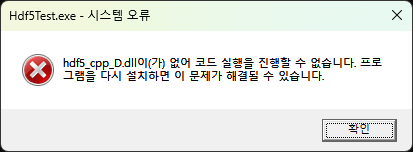 Hdf5Test.exe - 시스템 오류
hdf5_cpp_D.dll이(가) 없어 코드 실행을 진행할 수 없습니다. 프로
그램을 다시 설치하면 이 문제가 해결될 수 있습니다.
확인